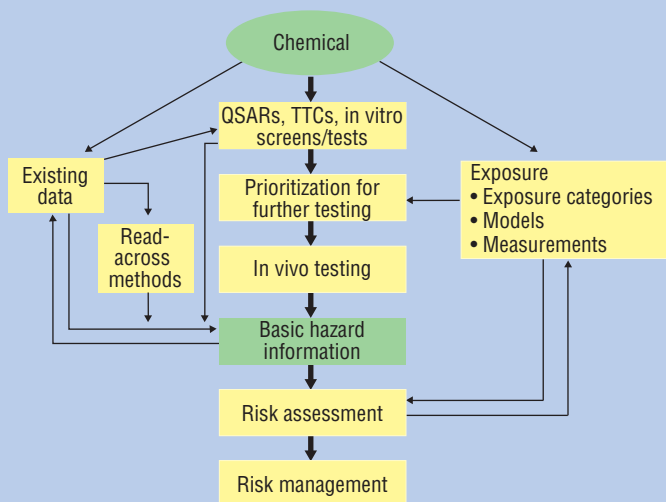 Chemical
QSARs, TTCs, in vitro
screens/tests
Existing
data
Prioritization for
further testing
Exposure
• Exposure categories
• Models
• Measurements
Read-
across
methods
In vivo testing
Basic hazard
information
Risk assessment
Risk management